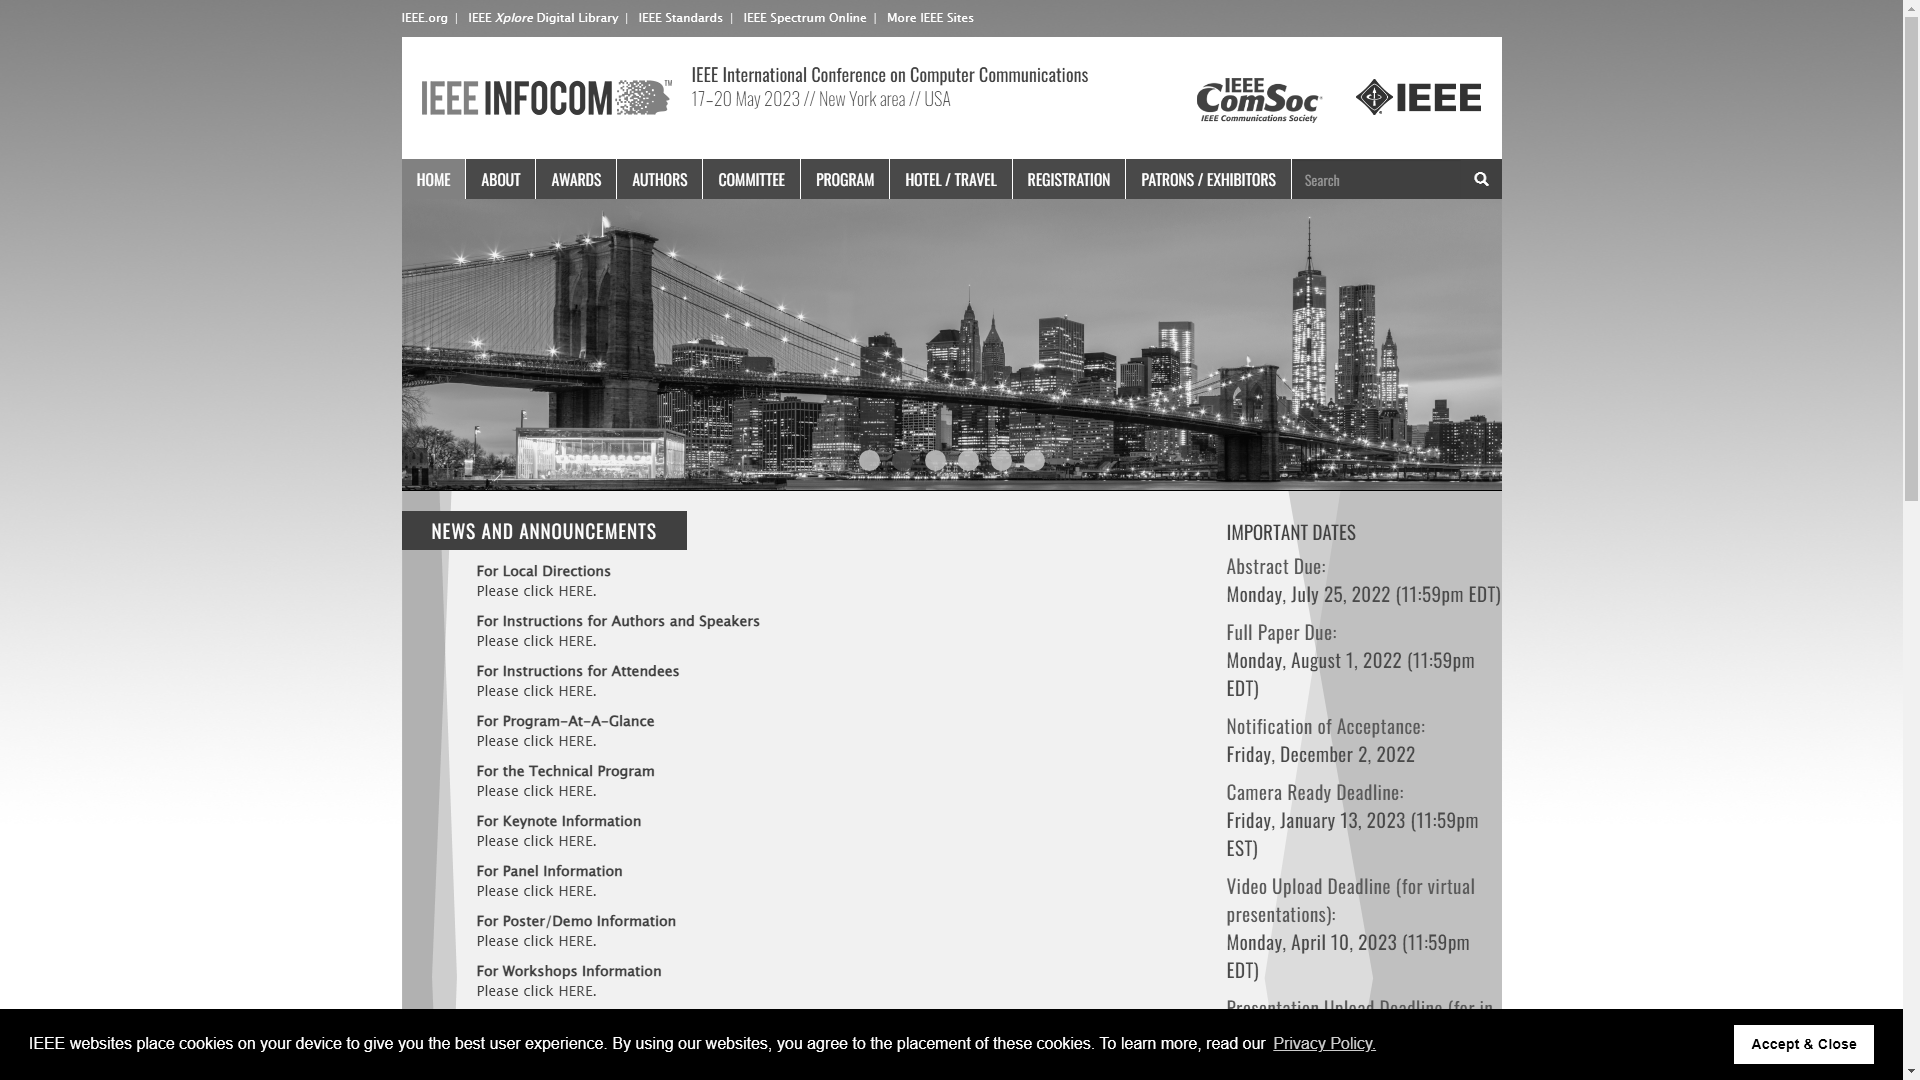 IEEE.org | IEEE Xplore Digital Library | IEEE Standards | IEEE Spectrum Online | More IEEE Sites
IEEE INFOCOM™
IEEE International Conference on Computer Communications
17–20 May 2023 // New York area // USA
IEEE
ComSoc
IEEE Communications Society
IEEE
HOME
ABOUT
AWARDS
AUTHORS
COMMITTEE
PROGRAM
HOTEL / TRAVEL
REGISTRATION
PATRONS / EXHIBITORS
Search
NEWS AND ANNOUNCEMENTS
For Local Directions
Please click HERE.
For Instructions for Authors and Speakers
Please click HERE.
For Instructions for Attendees
Please click HERE.
For Program-At-A-Glance
Please click HERE.
For the Technical Program
Please click HERE.
For Keynote Information
Please click HERE.
For Panel Information
Please click HERE.
For Poster/Demo Information
Please click HERE.
For Workshops Information
Please click HERE.
IMPORTANT DATES
Abstract Due:
Monday, July 25, 2022 (11:59pm EDT)
Full Paper Due:
Monday, August 1, 2022 (11:59pm
EDT)
Notification of Acceptance:
Friday, December 2, 2022
Camera Ready Deadline:
Friday, January 13, 2023 (11:59pm
EST)
Video Upload Deadline (for virtual
presentations):
Monday, April 10, 2023 (11:59pm
EDT)
Presentation Upload Deadline (for in
IEEE websites place cookies on your device to give you the best user experience. By using our websites, you agree to the placement of these cookies. To learn more, read our Privacy Policy.
Accept & Close